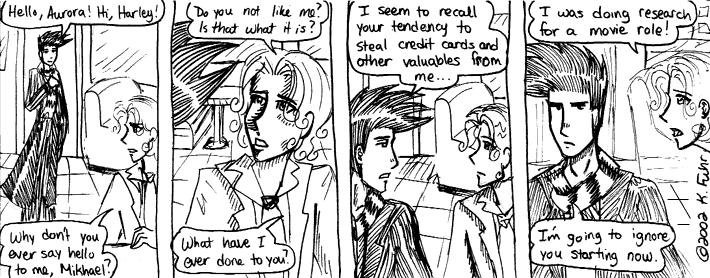 Hello, Aurora! Hi, Harley!
Why don't you
ever say hello
to me, Mikhael?
Do you not like me?
Is that what it is?
What have I
ever done to you?
I seem to recall
your tendency to
steal credit cards and
other valuables from
me...
I was doing research
for a movie role!
I'm going to ignore
you starting now.
©2002 K. Fuhr